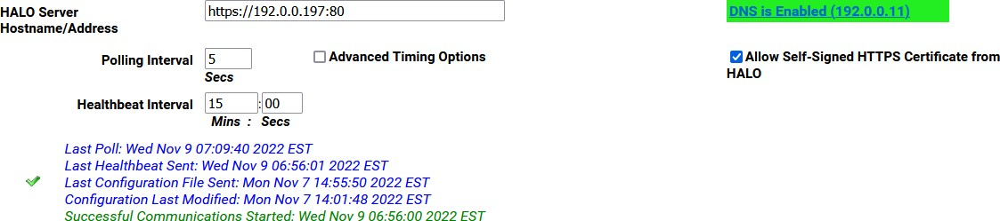 HALO Server
Hostname/Address
https://192.0.0.197:80
DNS is Enabled (192.0.0.11)
Polling Interval
5
Secs
Advanced Timing Options
Allow Self-Signed HTTPS Certificate from
HALO
Healthbeat Interval
15 : 00
Mins : Secs
Last Poll: Wed Nov 9 07:09:40 2022 EST
Last Healthbeat Sent: Wed Nov 9 06:56:01 2022 EST
Last Configuration File Sent: Mon Nov 7 14:55:50 2022 EST
Configuration Last Modified: Mon Nov 7 14:01:48 2022 EST
Successful Communications Started: Wed Nov 9 06:56:00 2022 EST